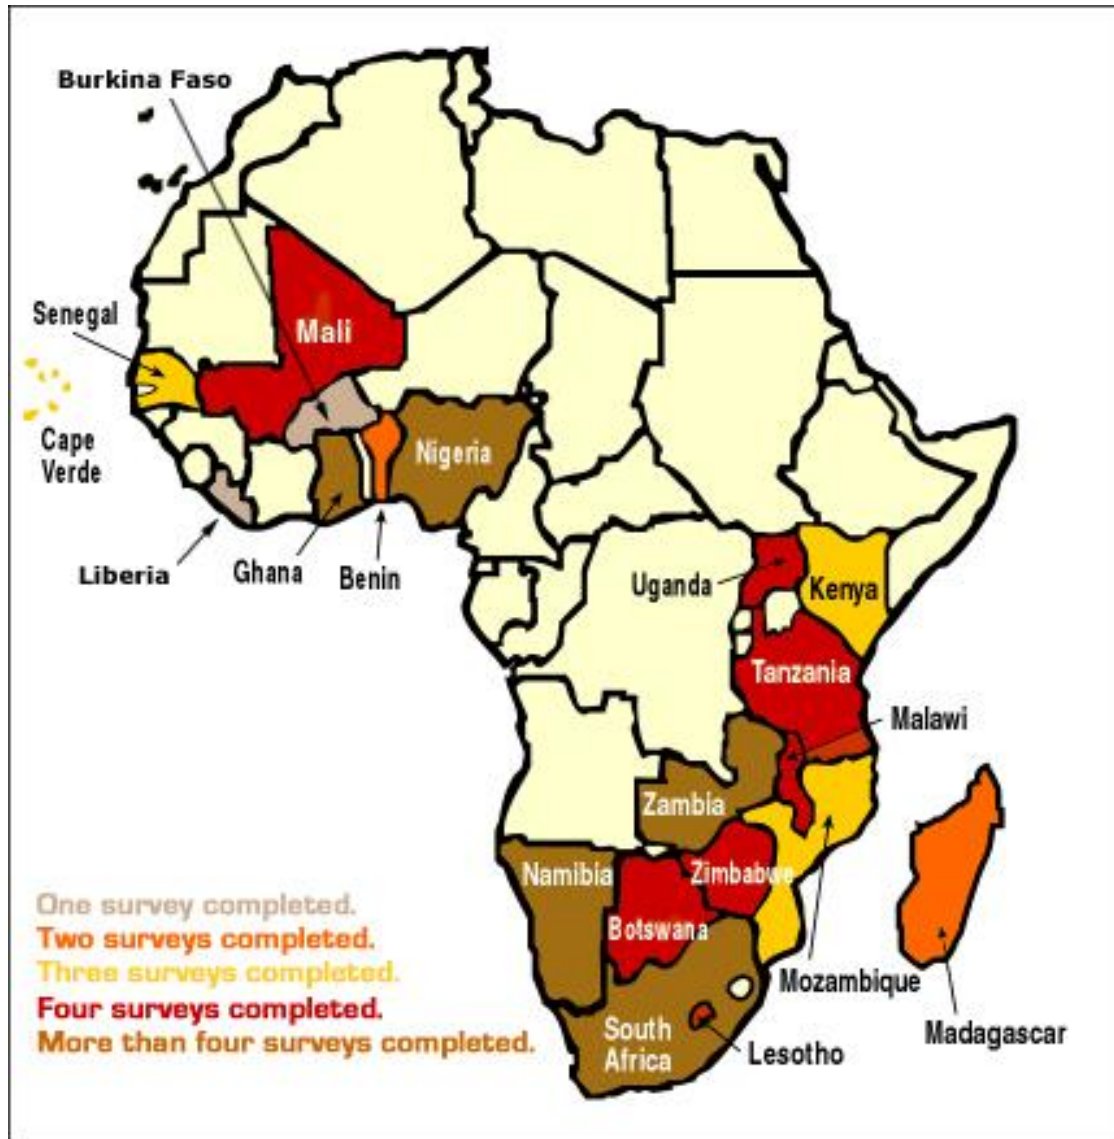 Burkina Faso
Senegal
Mali
Cape
Verde
Nigeria
Liberia
Ghana
Benin
Uganda
Kenya
Tanzania
Malawi
Zambia
Namibia
Zimbabwe
Botswana
Mozambique
South
Africa
Lesotho
Madagascar
One survey completed.
Two surveys completed.
Three surveys completed.
Four surveys completed.
More than four surveys completed.